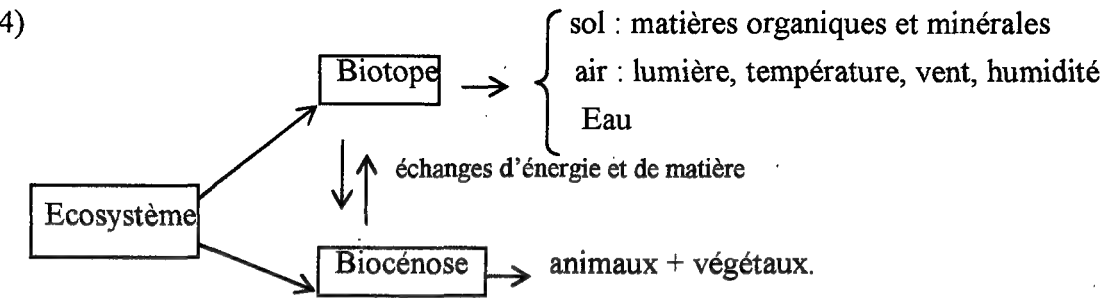 4)
sol : matières organiques et minérales
Biotope
air : lumière, température, vent, humidité
Eau
échanges d'énergie et de matière
Ecosystème
Biocénose
animaux + végétaux.